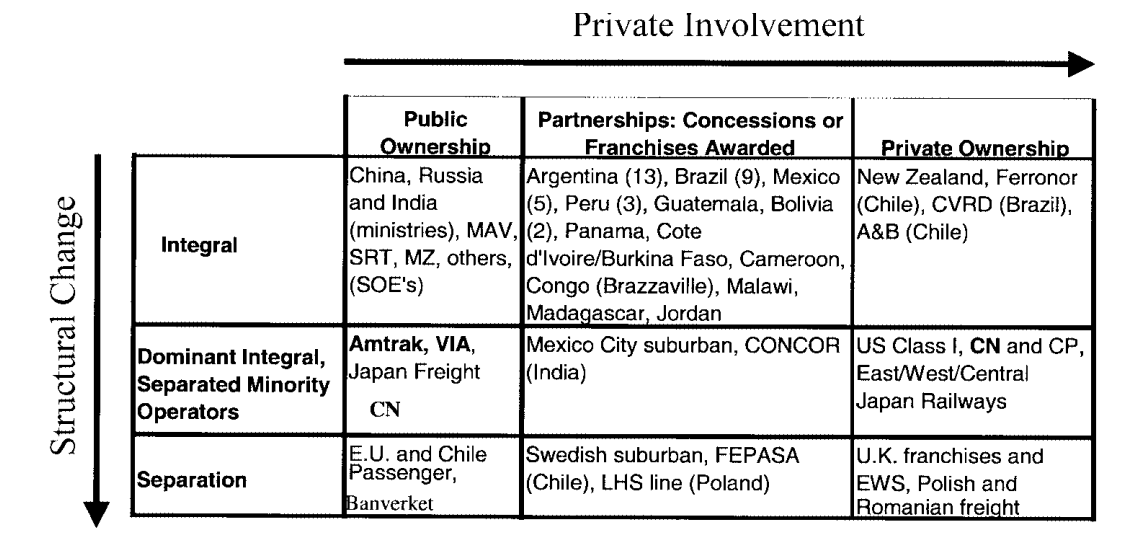 Private Involvement
Structural Change
Public
Ownership
Partnerships: Concessions or
Franchises Awarded
Private Ownership
Integral
China, Russia
and India
(ministries), MAV,
SRT, MZ, others,
(SOE's)
Argentina (13), Brazil (9), Mexico
(5), Peru (3), Guatemala, Bolivia
(2), Panama, Cote
d'Ivoire/Burkina Faso, Cameroon,
Congo (Brazzaville), Malawi,
Madagascar, Jordan
New Zealand, Ferronor
(Chile), CVRD (Brazil),
A&B (Chile)
Dominant Integral,
Separated Minority
Operators
Amtrak, VIA,
Japan Freight
CN
Mexico City suburban, CONCOR
(India)
US Class I, CN and CP,
East/West/Central
Japan Railways
Separation
E.U. and Chile
Passenger,
Banverket
Swedish suburban, FEPASA
(Chile), LHS line (Poland)
U.K. franchises and
EWS, Polish and
Romanian freight